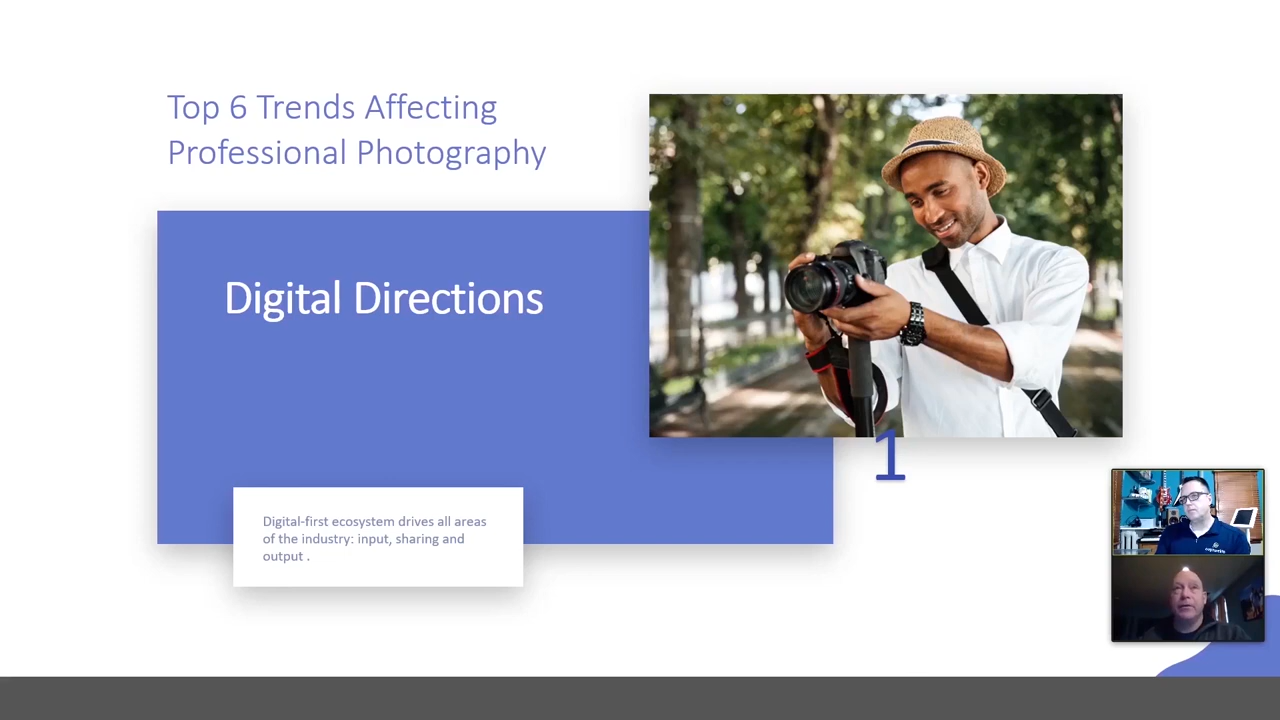 Top 6 Trends Affecting
Professional Photography
Digital Directions
1
Digital-first ecosystem drives all areas
of the industry: input, sharing and
output .